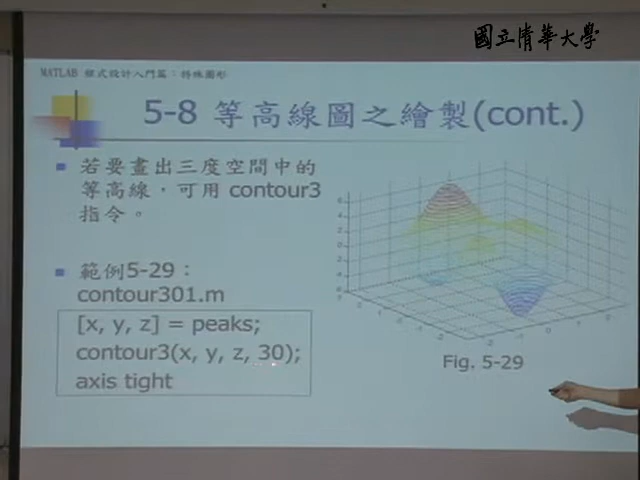 國立清華大學
MATLAB 程式設計入門篇：特殊圖形
5-8 等高線圖之繪製(cont.)
若要畫出三度空間中的
等高線，可用 contour3
指令。
範例5-29：
contour301.m
[x, y, z] = peaks;
contour3(x, y, z, 30);
axis tight
Fig. 5-29